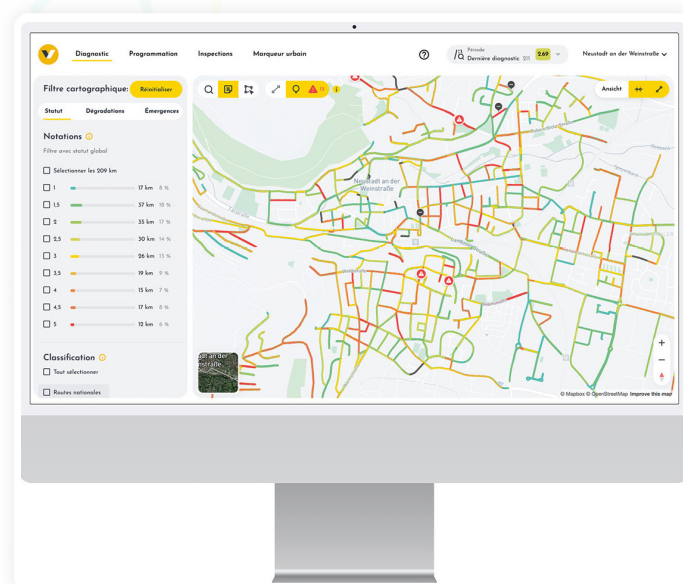 Diagnostic
Programmation
Inspections
Marqueur urbain
Période
Dernière diagnostic 2.69
Neustadt an der Weinstraße
Filtre cartographique:
Réinitialiser
Statut
Dégradations
Émergences
Notations
Filtre avec statut global
Sélectionner les 209 km
1 17 km 8 %
1,5 37 km 18 %
2 35 km 17 %
2,5 30 km 14 %
3 26 km 13 %
3,5 19 km 9 %
4 15 km 7 %
4,5 17 km 8 %
5 12 km 6 %
Classification
Tout sélectionner
Routes nationales
Ansicht
Neustadt an der
Weinstraße
adt an der
nstraße
© Mapbox © OpenStreetMap Improve this map